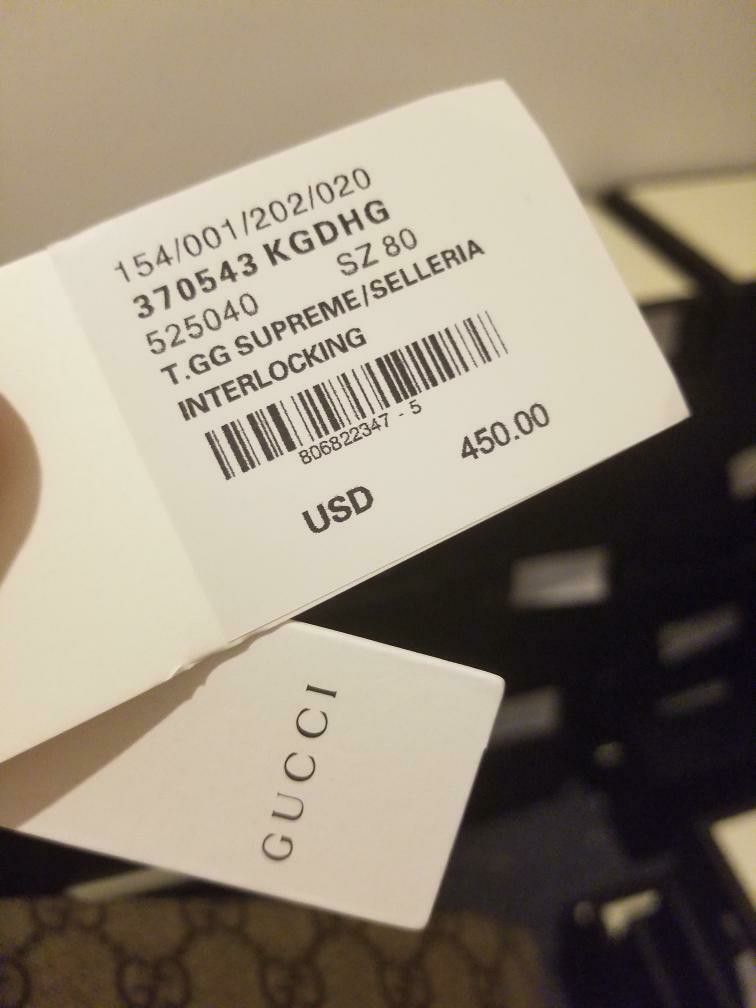 154/001/202/020
370543 KGDHG
525040 SZ 80
T.GG SUPREME/SELLERIA
INTERLOCKING
806822347 - 5
USD 450.00
GUCCI